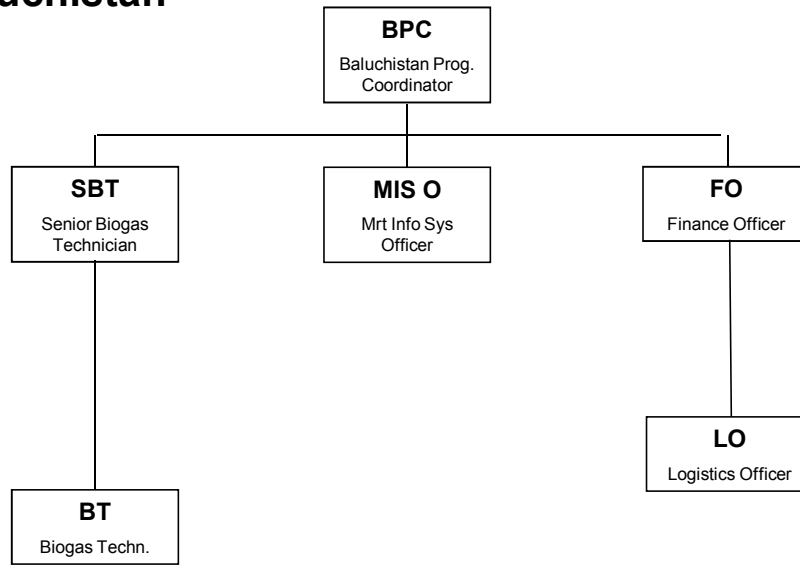 BPC
Baluchistan Prog.
Coordinator
SBT
Senior Biogas
Technician
MIS O
Mrt Info Sys
Officer
FO
Finance Officer
LO
Logistics Officer
BT
Biogas Techn.